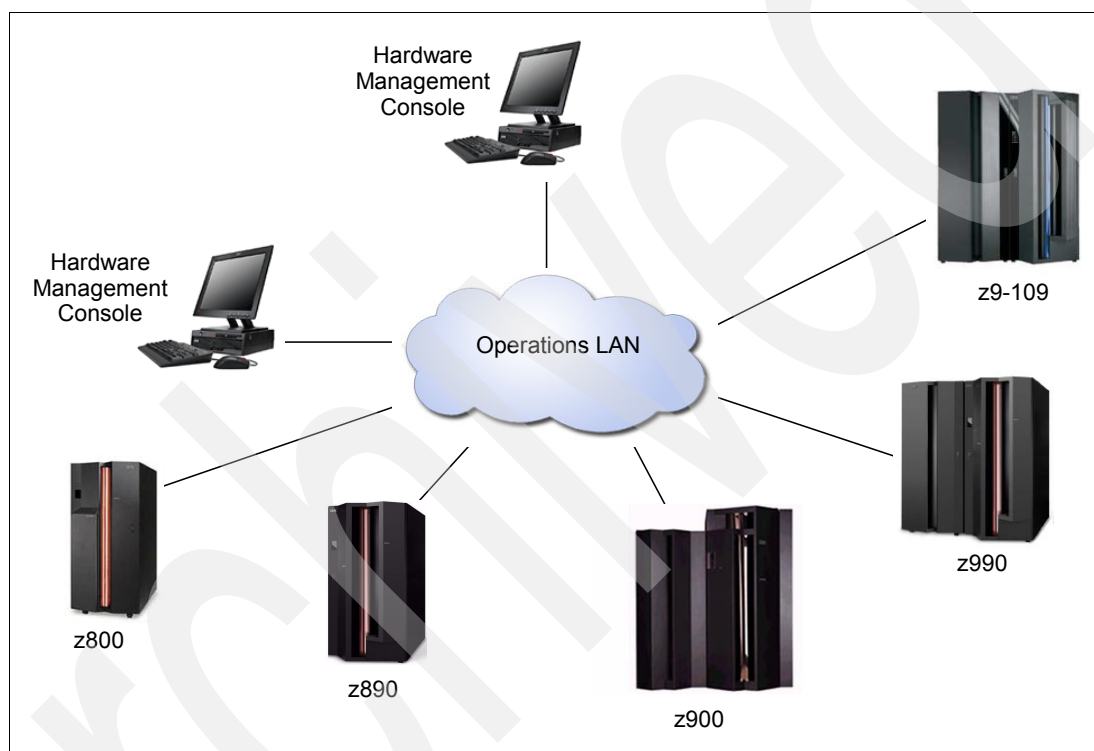 Hardware
Management
Console
Hardware
Management
Console
Operations LAN
z9-109
z990
z800
z890
z900